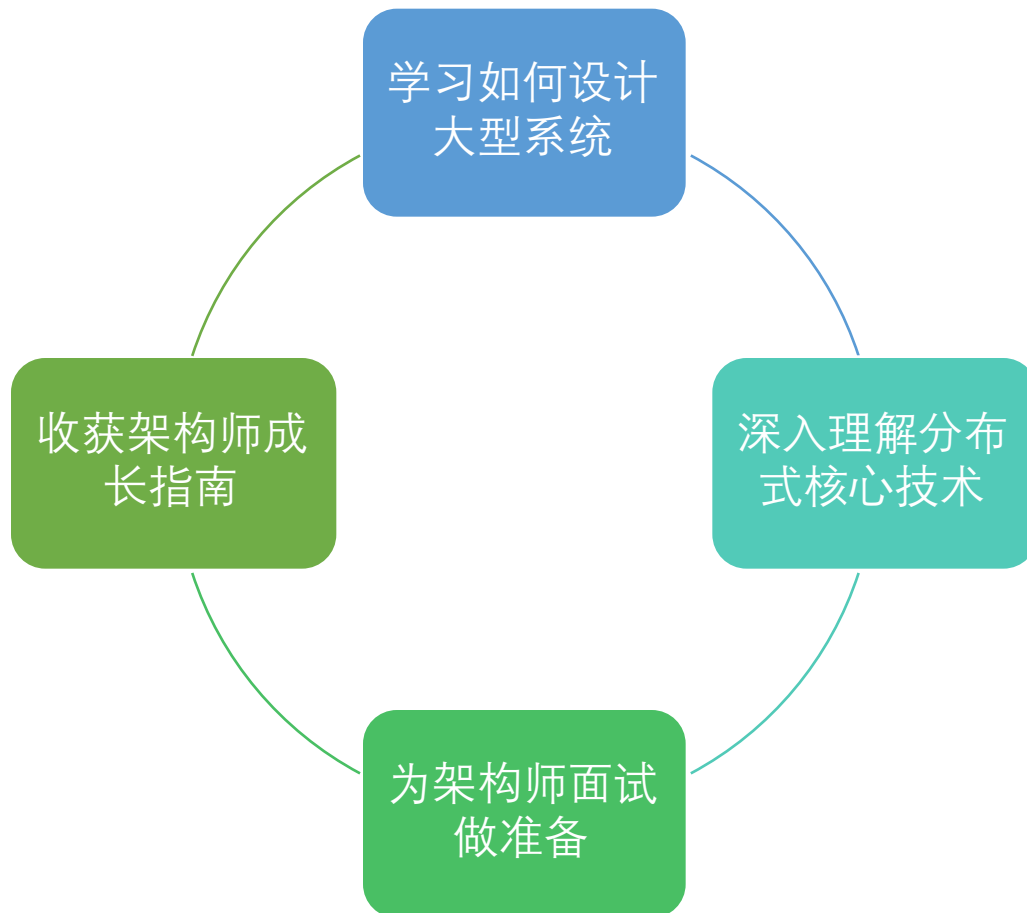 学习如何设计
大型系统
收获架构师成
长指南
深入理解分布
式核心技术
为架构师面试
做准备